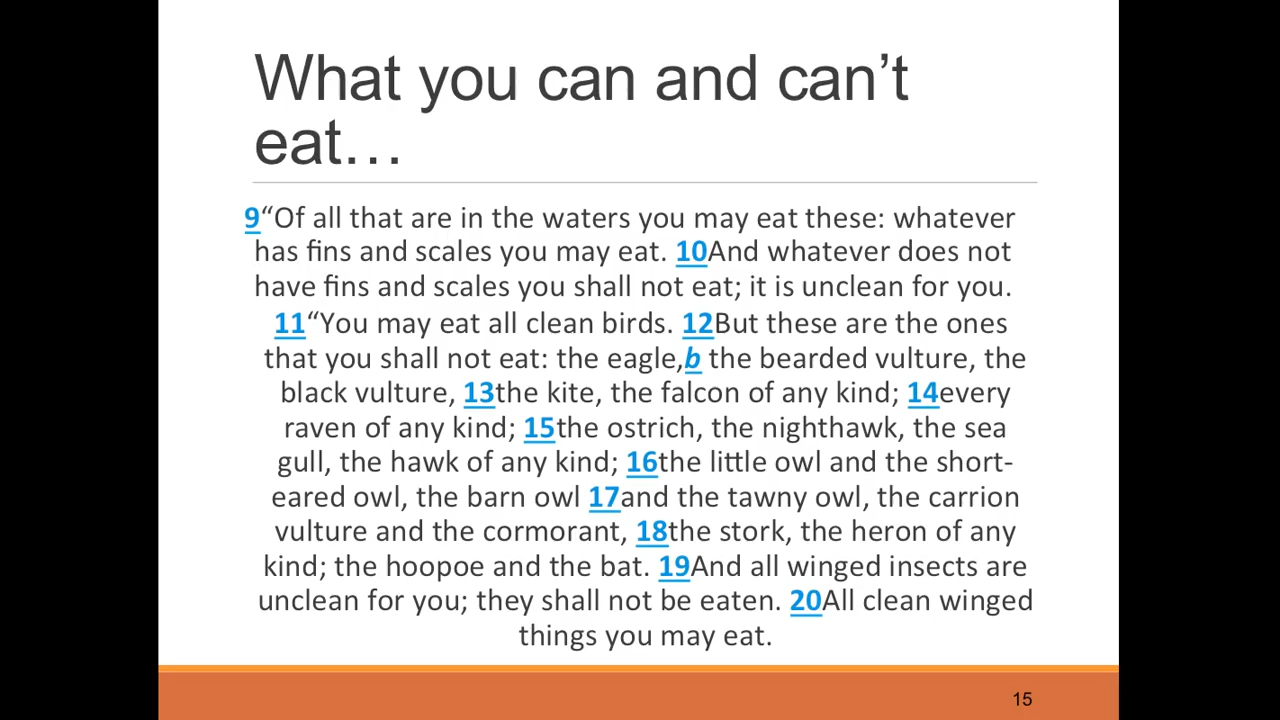 What you can and can’t
eat…
9“Of all that are in the waters you may eat these: whatever
has fins and scales you may eat. 10And whatever does not
have fins and scales you shall not eat; it is unclean for you.
11“You may eat all clean birds. 12But these are the ones
that you shall not eat: the eagle,b the bearded vulture, the
black vulture, 13the kite, the falcon of any kind; 14every
raven of any kind; 15the ostrich, the nighthawk, the sea
gull, the hawk of any kind; 16the little owl and the short-
eared owl, the barn owl 17and the tawny owl, the carrion
vulture and the cormorant, 18the stork, the heron of any
kind; the hoopoe and the bat. 19And all winged insects are
unclean for you; they shall not be eaten. 20All clean winged
things you may eat.
15